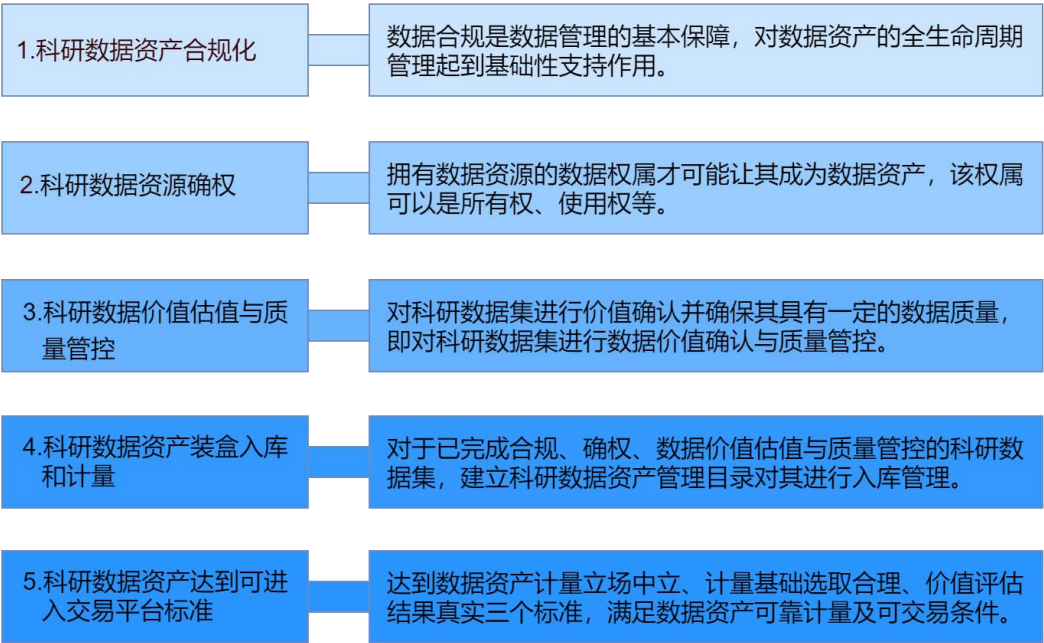 1.科研数据资产合规化
数据合规是数据管理的基本保障，对数据资产的全生命周期
管理起到基础性支持作用。
2.科研数据资源确权
拥有数据资源的数据权属才可能让其成为数据资产，该权属
可以是所有权、使用权等。
3.科研数据价值估值与质
量管控
对科研数据集进行价值确认并确保其具有一定的数据质量，
即对科研数据集进行数据价值确认与质量管控。
4.科研数据资产装盒入库
和计量
对于已完成合规、确权、数据价值估值与质量管控的科研数
据集，建立科研数据资产管理目录对其进行入库管理。
5.科研数据资产达到可进
入交易平台标准
达到数据资产计量立场中立、计量基础选取合理、价值评估
结果真实三个标准，满足数据资产可靠计量及可交易条件。